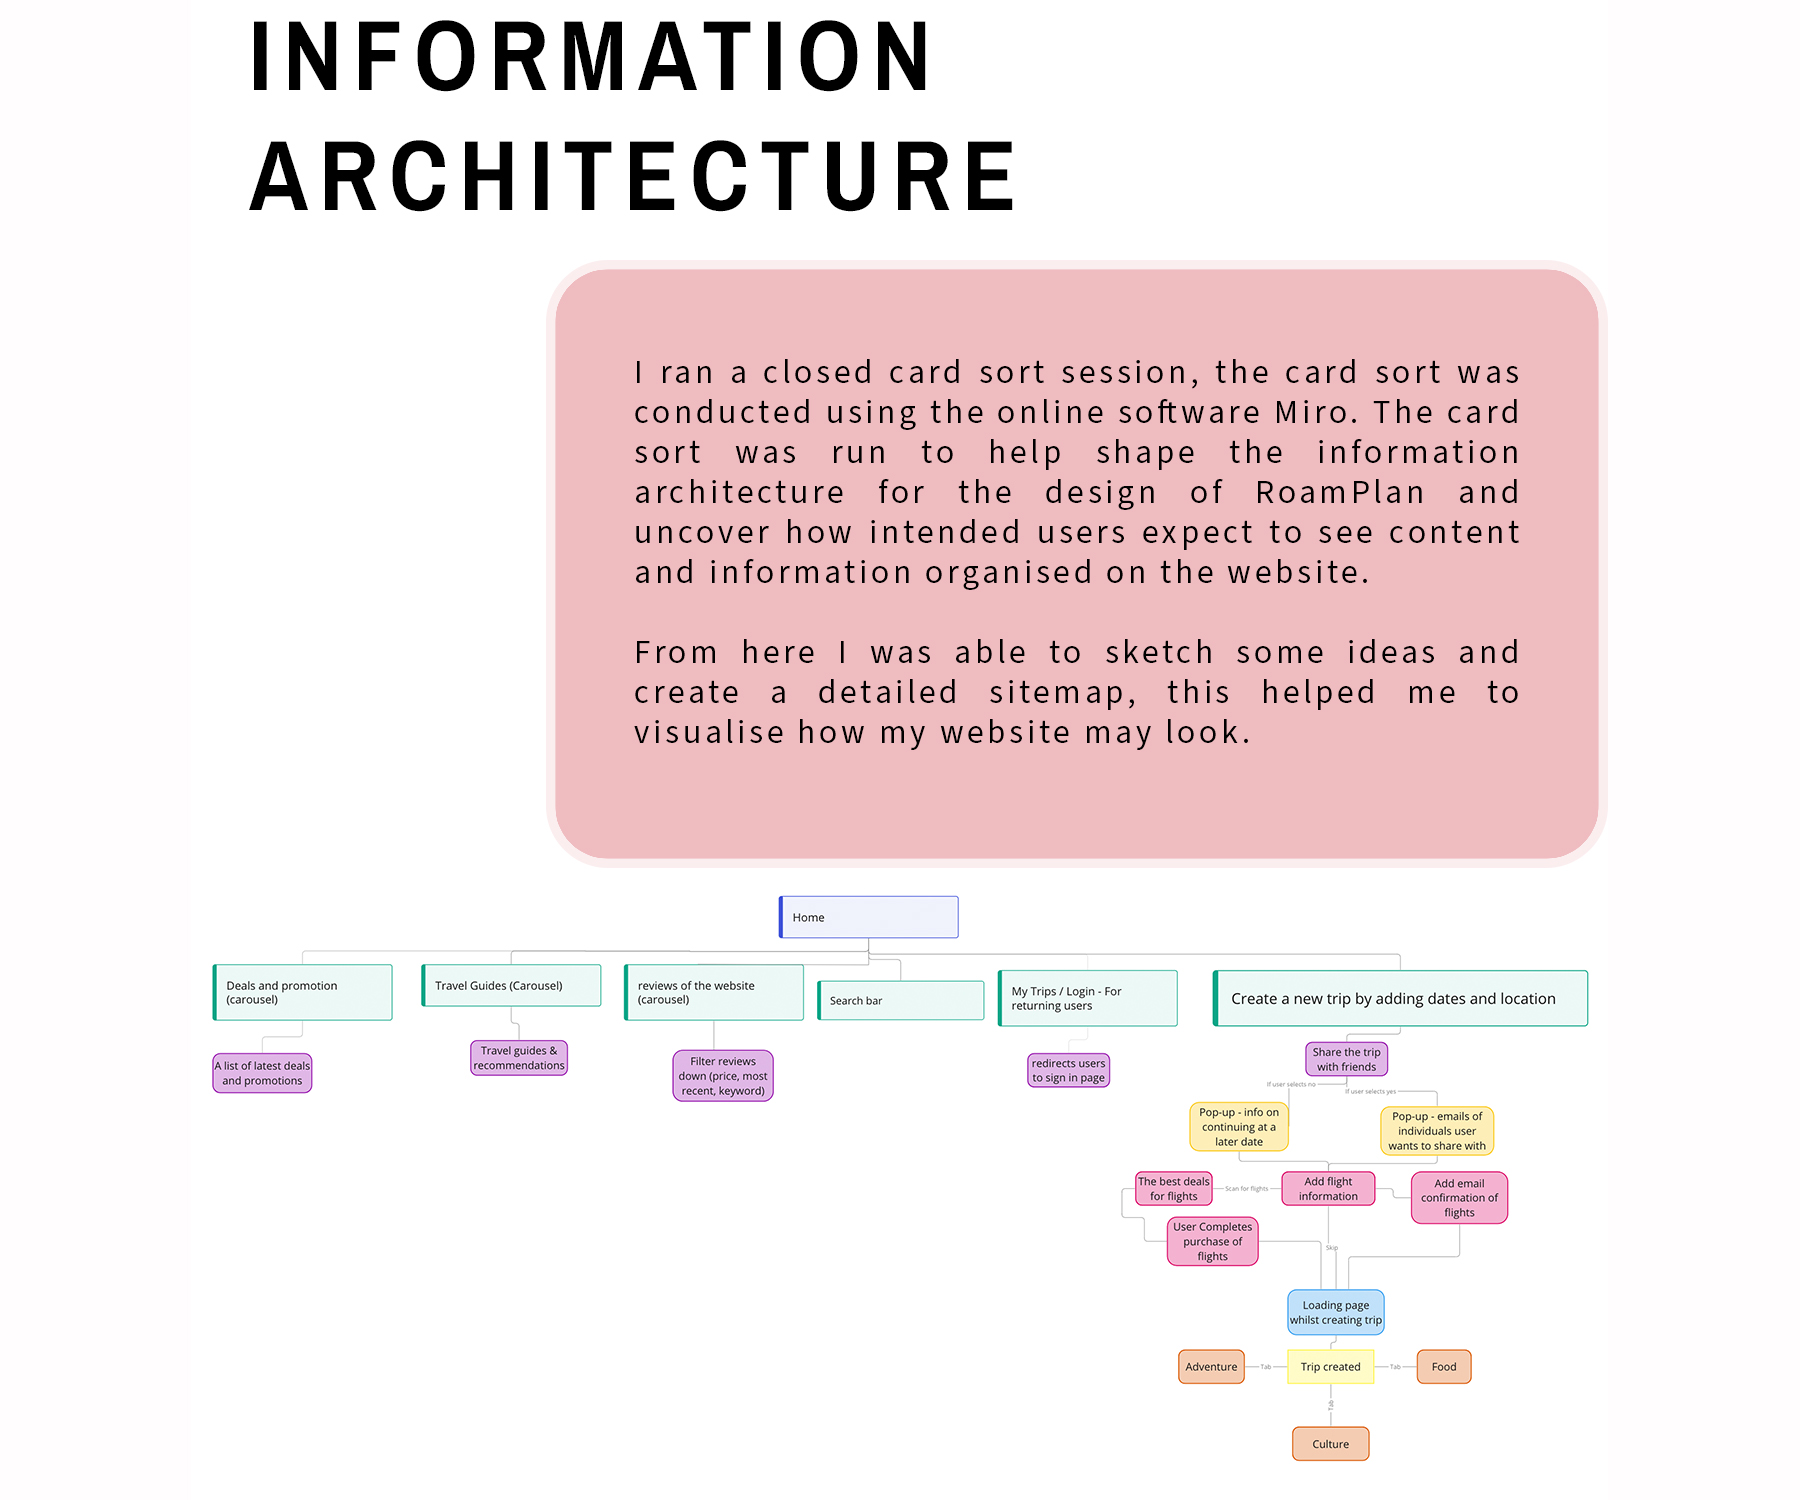 INFORMATION
ARCHITECTURE
I ran a closed card sort session, the card sort was
conducted using the online software Miro. The card
sort was run to help shape the information
architecture for the design of RoamPlan and
uncover how intended users expect to see content
and information organised on the website.
From here I was able to sketch some ideas and
create a detailed sitemap, this helped me to
visualise how my website may look.
Home
Deals and promotion
(carousel)
Travel Guides (Carousel)
reviews of the website
(carousel)
Search bar
My Trips / Login - For
returning users
Create a new trip by adding dates and location
A list of latest deals
and promotions
Travel guides &
recommendations
Filter reviews
down (price, most
recent, keyword)
redirects users
to sign in page
Share the trip
with friends
If user selects no
If user selects yes
Pop-up - info on
continuing at a
later date
Pop-up - emails of
individuals user
wants to share with
The best deals
for flights
Scan for flights
Add flight
information
Add email
confirmation of
flights
User Completes
purchase of
flights
Skip
Loading page
whilst creating trip
Adventure
Tab
Trip created
Tab
Food
Tab
Culture